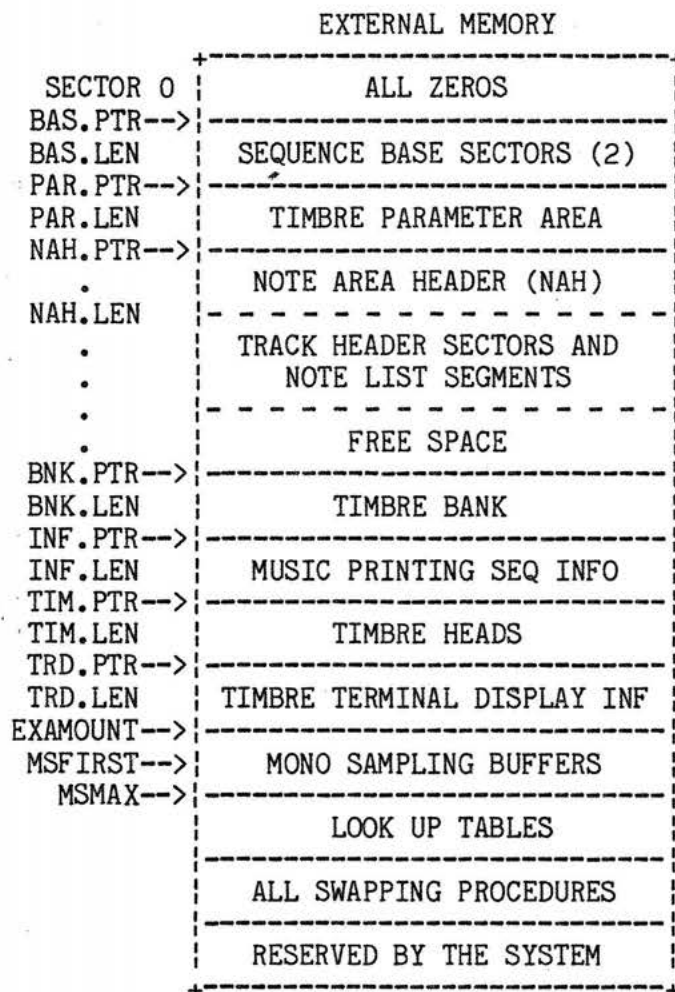 EXTERNAL MEMORY
+-----------------------------+
SECTOR 0 ¦ ALL ZEROS ¦
BAS.PTR-->¦-----------------------------¦
BAS.LEN ¦ SEQUENCE BASE SECTORS (2) ¦
PAR.PTR-->¦-----------------------------¦
PAR.LEN ¦ TIMBRE PARAMETER AREA ¦
NAH.PTR-->¦-----------------------------¦
. ¦ NOTE AREA HEADER (NAH) ¦
NAH.LEN ¦- - - - - - - - - - - - - - -¦
. ¦ TRACK HEADER SECTORS AND ¦
. ¦ NOTE LIST SEGMENTS ¦
. ¦- - - - - - - - - - - - - - -¦
. ¦ FREE SPACE ¦
BNK.PTR-->¦-----------------------------¦
BNK.LEN ¦ TIMBRE BANK ¦
INF.PTR-->¦-----------------------------¦
INF.LEN ¦ MUSIC PRINTING SEQ INFO ¦
TIM.PTR-->¦-----------------------------¦
TIM.LEN ¦ TIMBRE HEADS ¦
TRD.PTR-->¦-----------------------------¦
TRD.LEN ¦ TIMBRE TERMINAL DISPLAY INF ¦
EXAMOUNT-->¦-----------------------------¦
MSFIRST-->¦ MONO SAMPLING BUFFERS ¦
MSMAX-->¦-----------------------------¦
¦ LOOK UP TABLES ¦
¦-----------------------------¦
¦ ALL SWAPPING PROCEDURES ¦
¦-----------------------------¦
¦ RESERVED BY THE SYSTEM ¦
+-----------------------------+